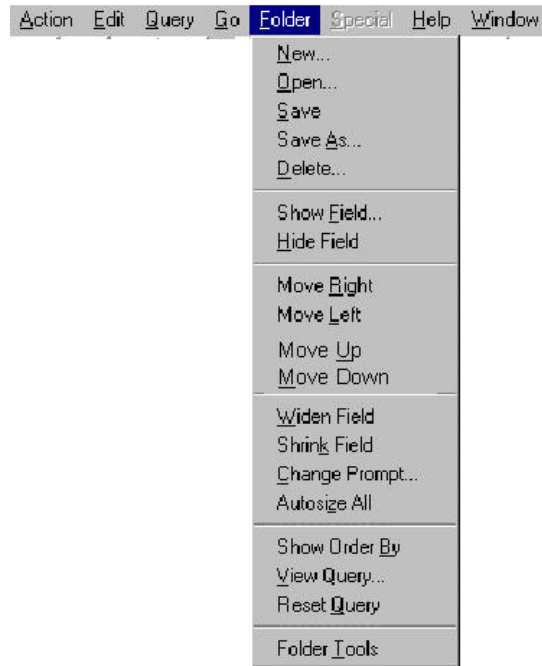 Action Edit Query Go Folder Special Help Window
New...
Open...
Save
Save As...
Delete...
Show Field...
Hide Field
Move Right
Move Left
Move Up
Move Down
Widen Field
Shrink Field
Change Prompt...
Autosize All
Show Order By
View Query...
Reset Query
Folder Tools